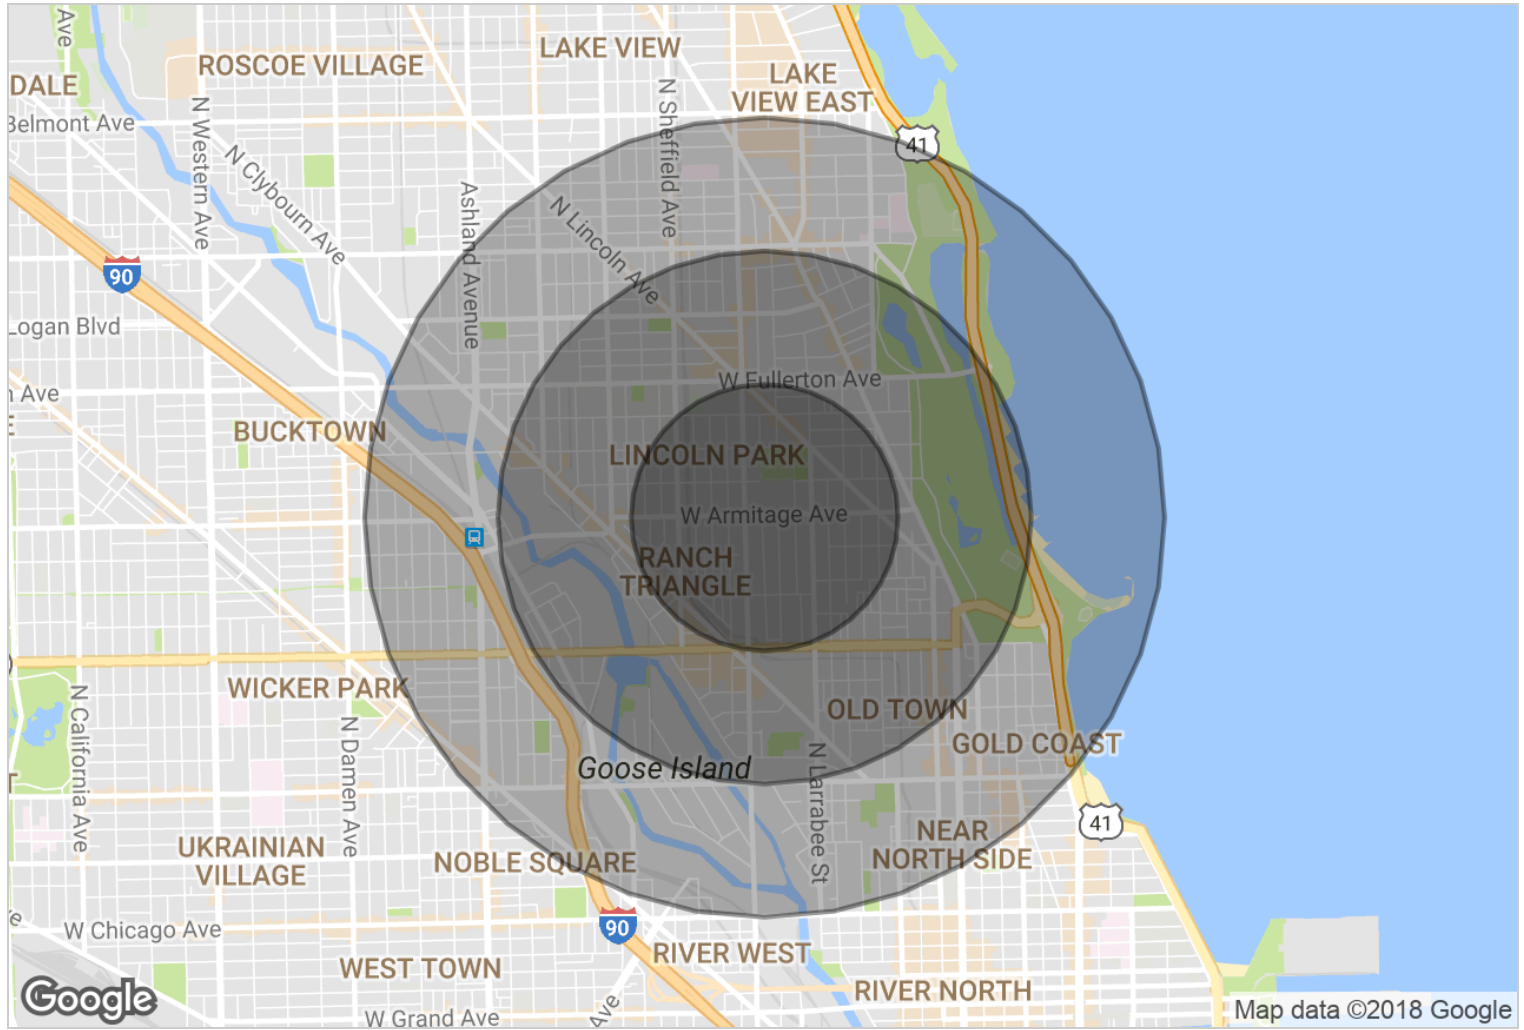 Ave
ROSCOE VILLAGE
LAKE VIEW
LAKE
VIEW EAST
DALE
Belmont Ave
N Western Ave
N Clybourn Ave
N Sheffield Ave
41
Ashland Avenue
N Lincoln Ave
90
Logan Blvd
W Fullerton Ave
n Ave
E
BUCKTOWN
LINCOLN PARK
W Armitage Ave
RANCH
TRIANGLE
WICKER PARK
OLD TOWN
GOLD COAST
N California Ave
N Damen Ave
Goose Island
N Larrabee St
T
41
UKRAINIAN
VILLAGE
NOBLE SQUARE
NEAR
NORTH SIDE
W Chicago Ave
90
RIVER WEST
WEST TOWN
RIVER NORTH
Google
W Grand Ave
Ave
Map data ©2018 Google